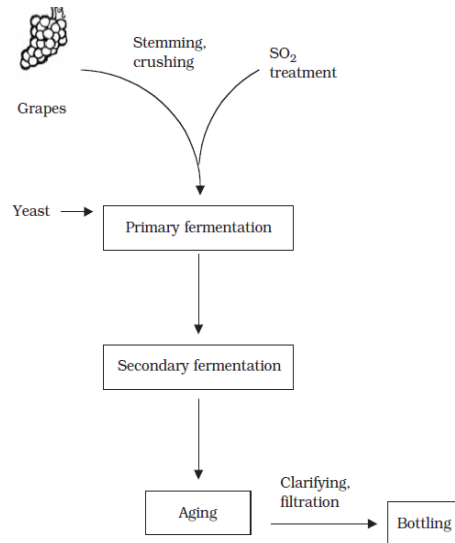 Stemming,
crushing
SO₂
treatment
Grapes
Yeast
Primary fermentation
Secondary fermentation
Clarifying,
filtration
Aging
Bottling